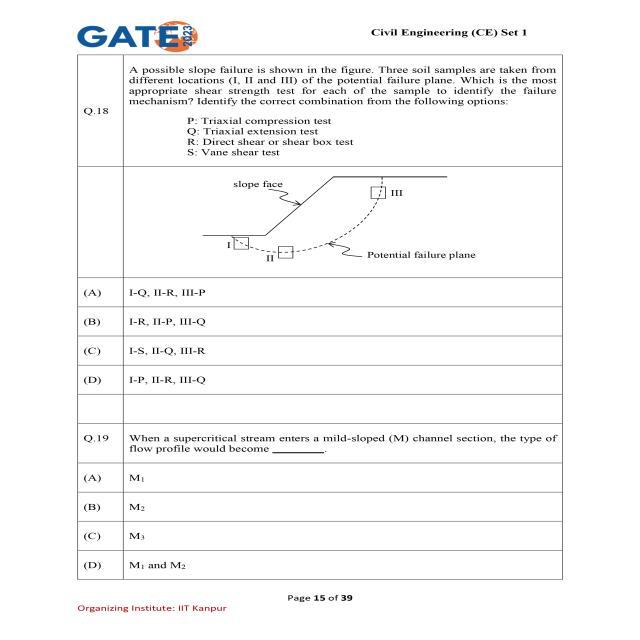 GATE 2023
Civil Engineering (CE) Set 1
Q.18
A possible slope failure is shown in the figure. Three soil samples are taken from
different locations (I, II and III) of the potential failure plane. Which is the most
appropriate shear strength test for each of the sample to identify the failure
mechanism? Identify the correct combination from the following options:
P: Triaxial compression test
Q: Triaxial extension test
R: Direct shear or shear box test
S: Vane shear test
slope face
III
I
II
Potential failure plane
(A) I-Q, II-R, III-P
(B) I-R, II-P, III-Q
(C) I-S, II-Q, III-R
(D) I-P, II-R, III-Q
Q.19 When a supercritical stream enters a mild-sloped (M) channel section, the type of
flow profile would become ________.
(A) M1
(B) M2
(C) M3
(D) M1 and M2
Page 15 of 39
Organizing Institute: IIT Kanpur